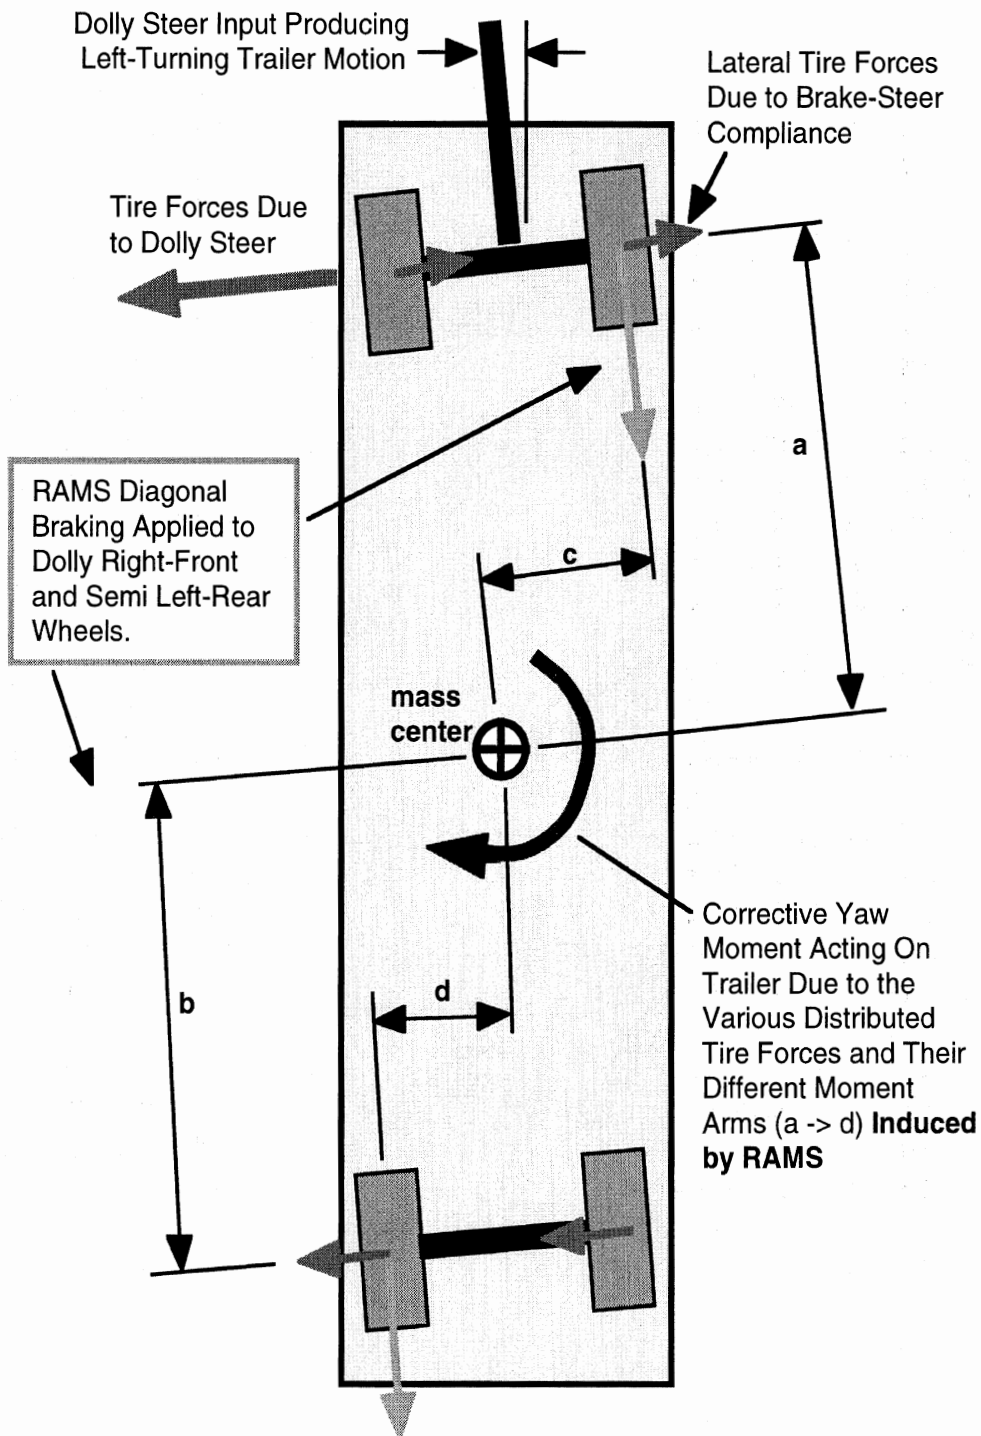 Dolly Steer Input Producing
Left-Turning Trailer Motion
Lateral Tire Forces
Due to Brake-Steer
Compliance
Tire Forces Due
to Dolly Steer
a
RAMS Diagonal
Braking Applied to
Dolly Right-Front
and Semi Left-Rear
Wheels.
c
mass
center
Corrective Yaw
Moment Acting On
Trailer Due to the
Various Distributed
Tire Forces and Their
Different Moment
Arms (a -> d) Induced
by RAMS
b
d